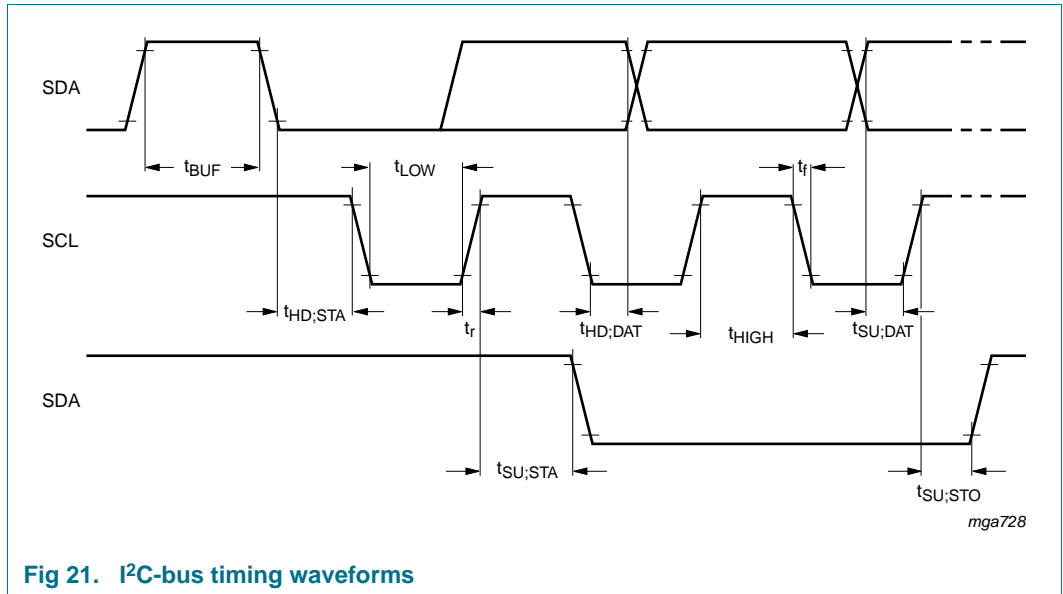 SDA
tBUF
tLOW
tf
SCL
tHD;STA
tr
tHD;DAT
tHIGH
tSU;DAT
SDA
tSU;STA
tSU;STO
mga728
Fig 21. I²C-bus timing waveforms